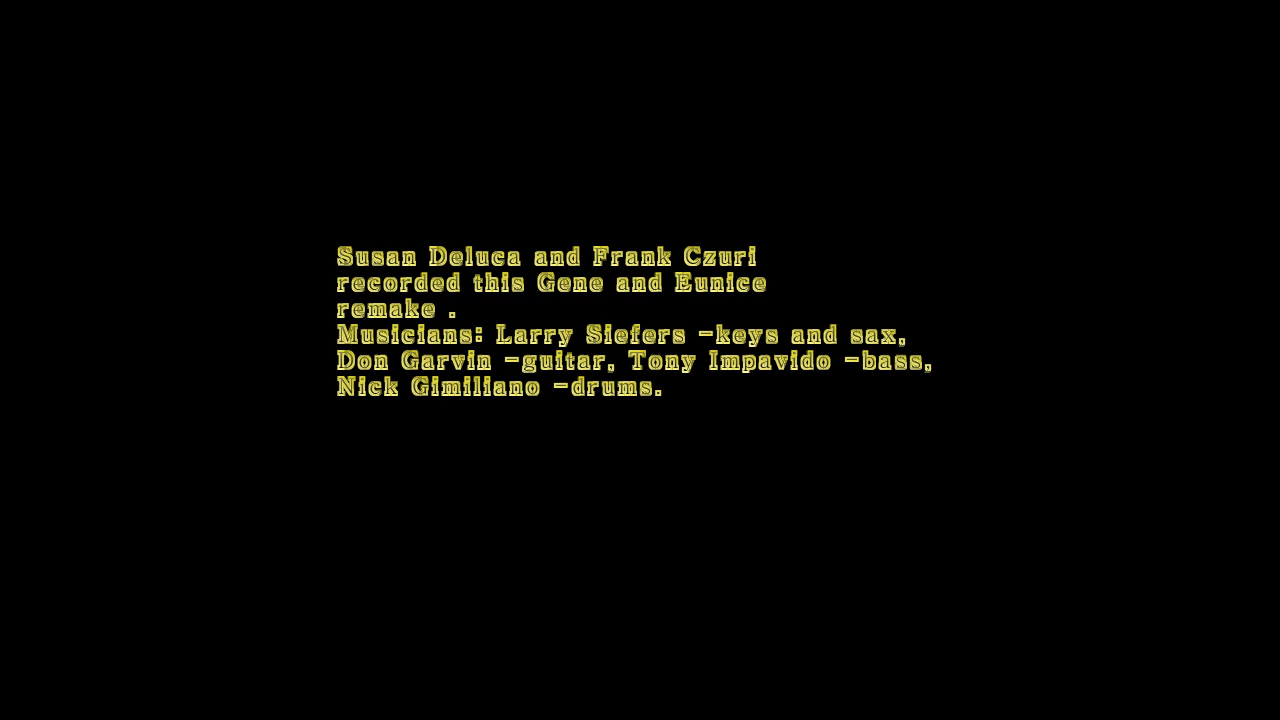 Susan Deluca and Frank Czuri
recorded this Gene and Eunice
remake .
Musicians: Larry Siefers -keys and sax,
Don Garvin -guitar, Tony Impavido -bass,
Nick Gimiliano -drums.